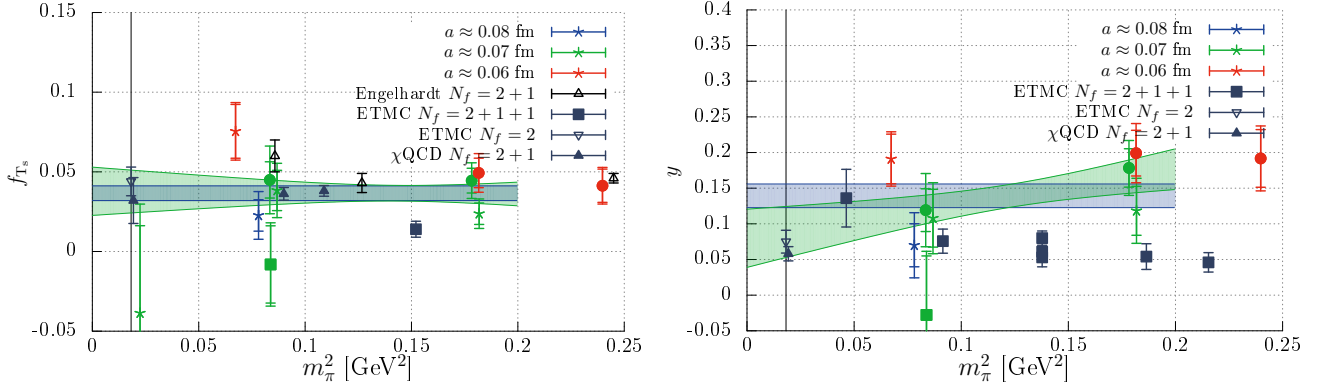 0.15
0.1
0.05
0
-0.05
f_Ts
a ≈ 0.08 fm
a ≈ 0.07 fm
a ≈ 0.06 fm
Engelhardt N_f = 2 + 1
ETMC N_f = 2 + 1 + 1
ETMC N_f = 2
χQCD N_f = 2 + 1
0 0.05 0.1 0.15 0.2 0.25
m_π^2 [GeV^2]
0.4
0.35
0.3
0.25
0.2
0.15
0.1
0.05
0
-0.05
y
a ≈ 0.08 fm
a ≈ 0.07 fm
a ≈ 0.06 fm
ETMC N_f = 2 + 1 + 1
ETMC N_f = 2
χQCD N_f = 2 + 1
0 0.05 0.1 0.15 0.2 0.25
m_π^2 [GeV^2]